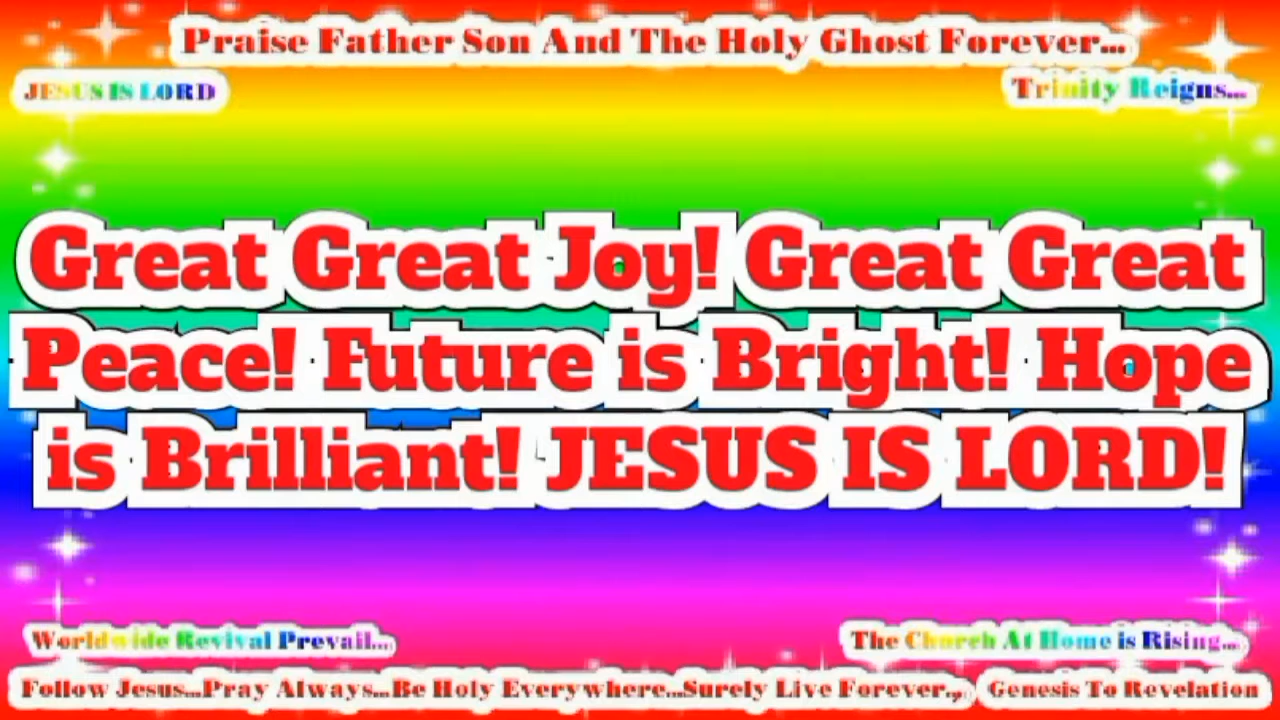 Praise Father Son And The Holy Ghost Forever...
JESUS IS LORD
Trinity Reigns...
Great Great Joy! Great Great
Peace! Future is Bright! Hope
is Brilliant! JESUS IS LORD!
Worldwide Revival Prevail...
The Church At Home is Rising...
Follow Jesus...Pray Always...Be Holy Everywhere...Surely Live Forever.., Genesis To Revelation